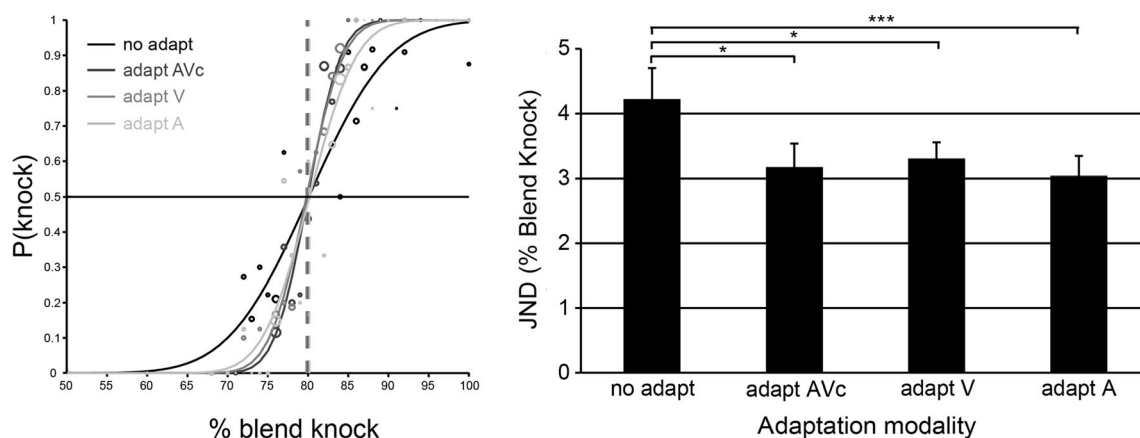 1
0.9
0.8
0.7
0.6
0.5
0.4
0.3
0.2
0.1
0
P(knock)
no adapt
adapt AVc
adapt V
adapt A
50 55 60 65 70 75 80 85 90 95 100
% blend knock
***
*
*
5
4
3
2
1
0
JND (% Blend Knock)
no adapt adapt AVc adapt V adapt A
Adaptation modality